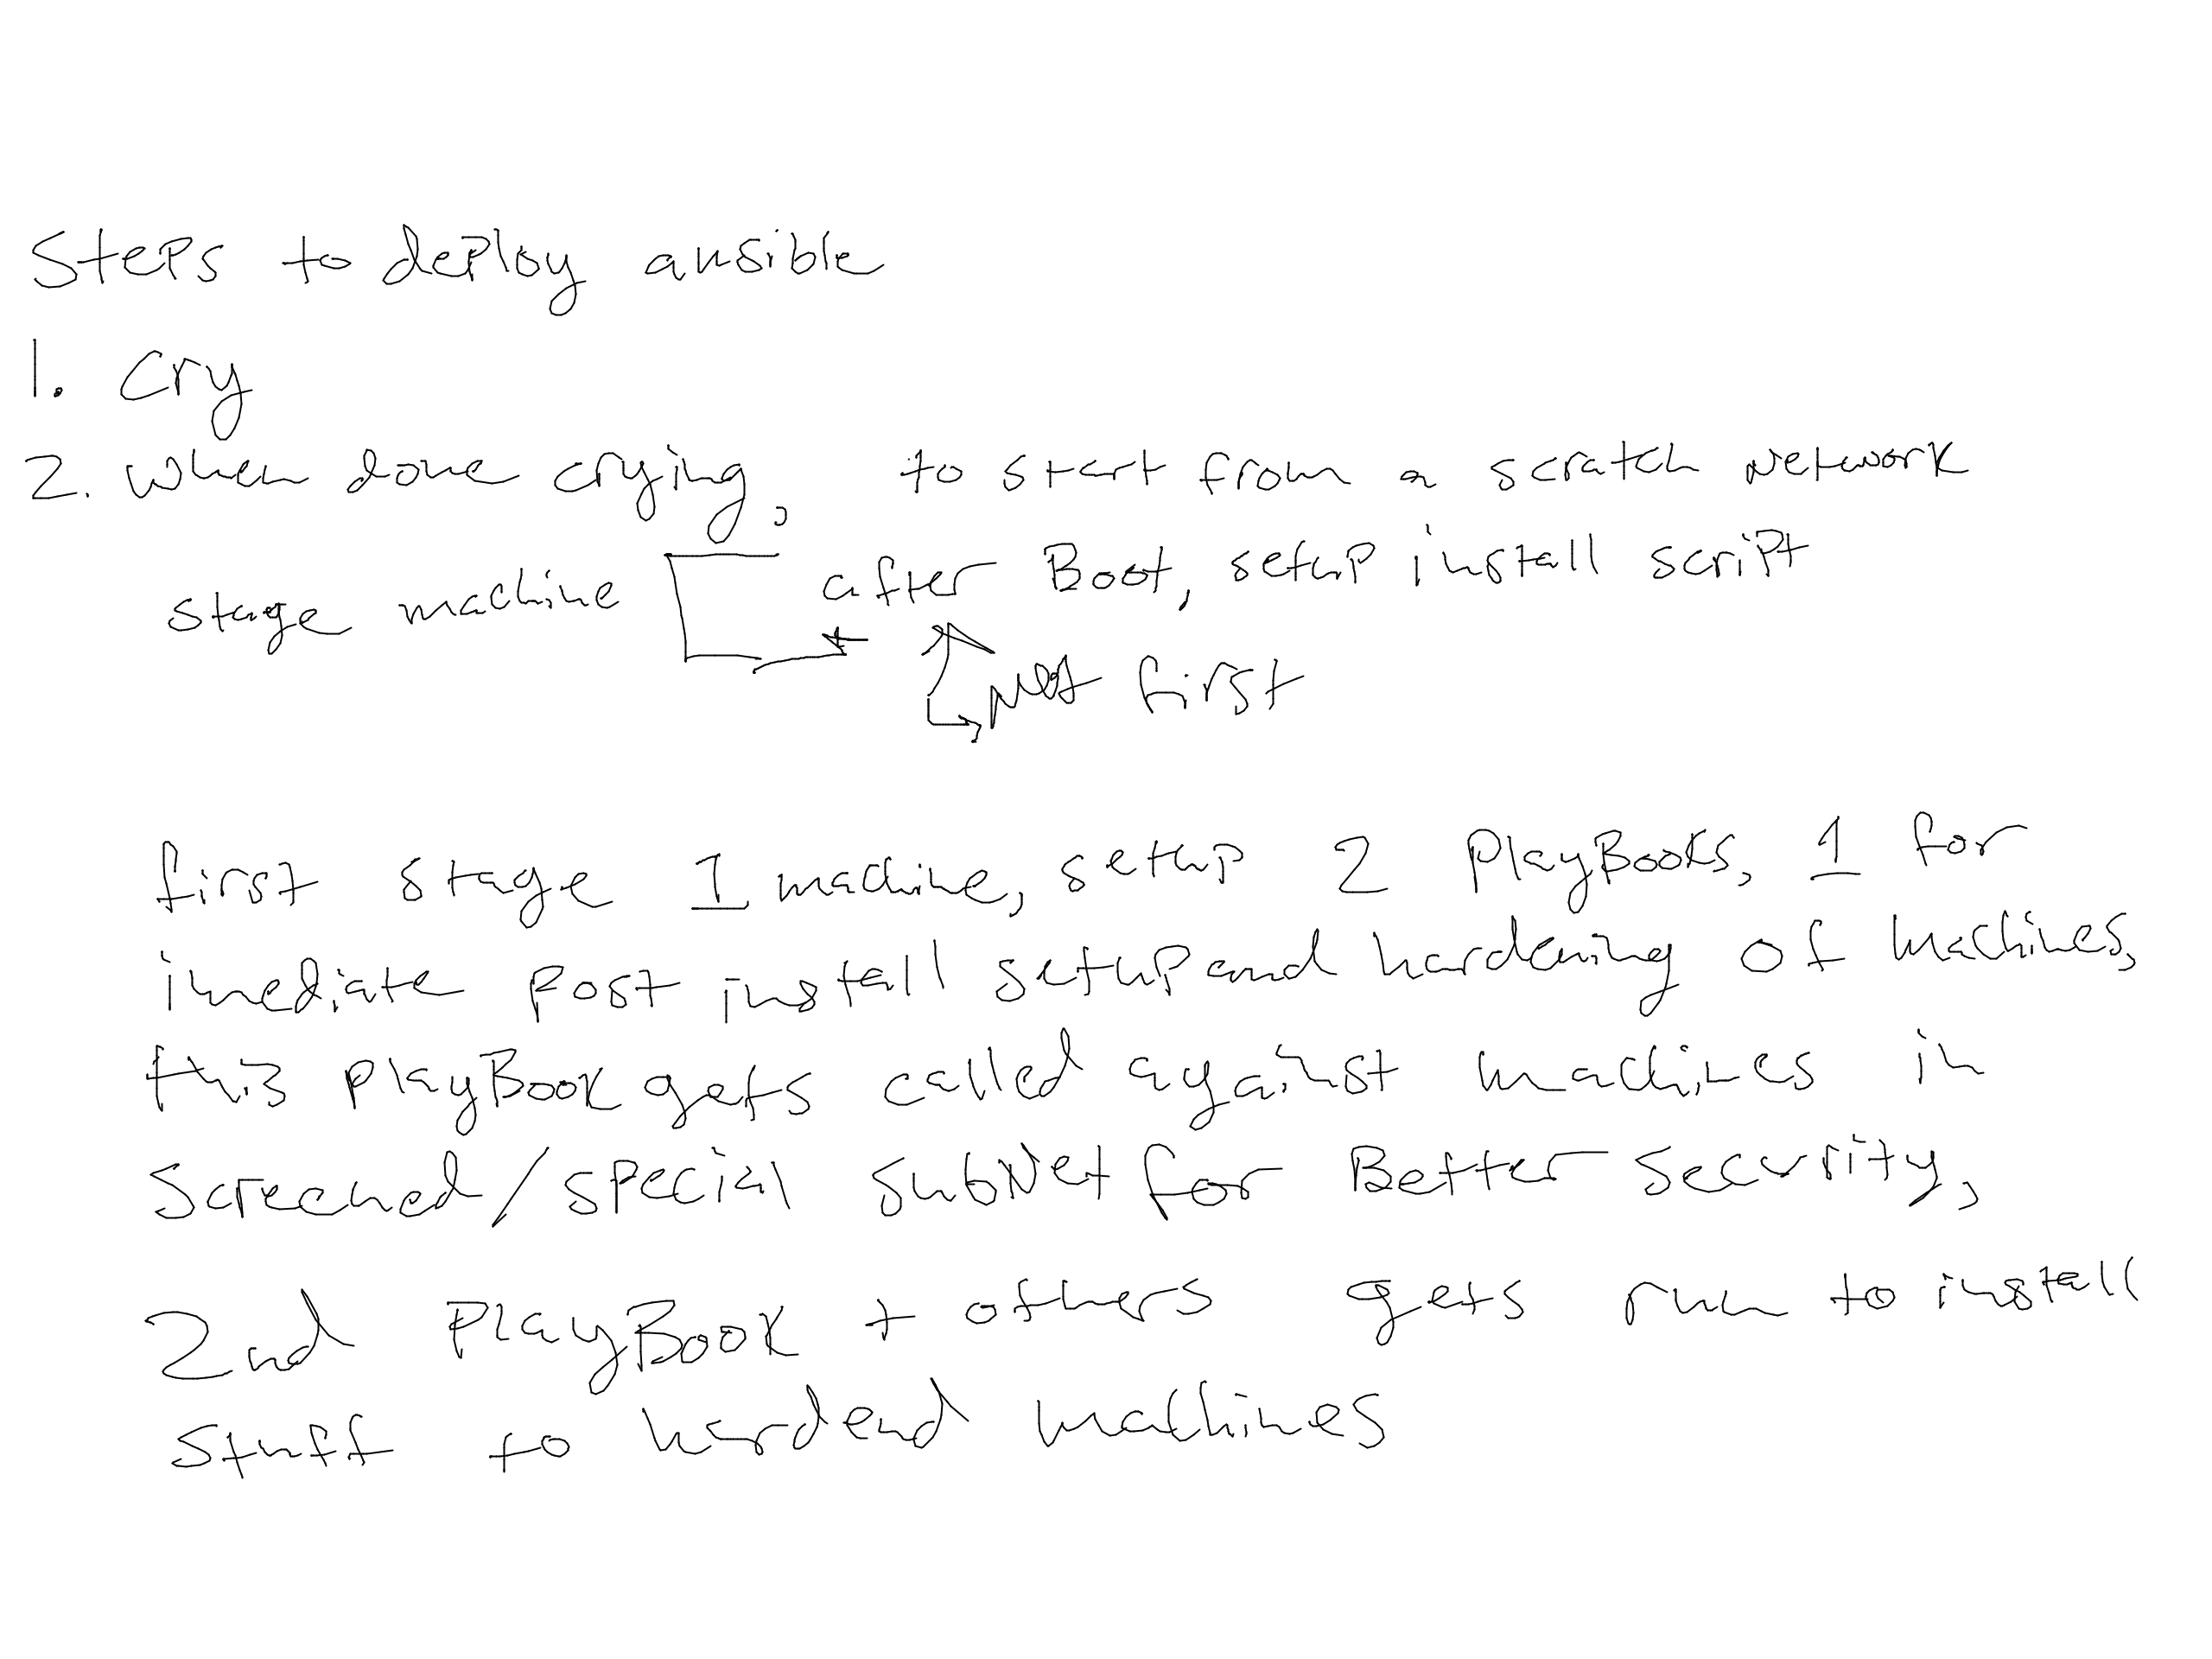 Steps to deploy ansible
1. Cry
2. when done crying, to start from a scratch network
stage machine after Boot, setup install script
Not first
first stage 1 machine, setup 2 PlayBooks, 1 for
imediate post install setup and hardening of machines,
this playBook gets called against machines in
Screened/special subNet for Better security,
2nd PlayBook + others gets run to install
stuff to hardend machines